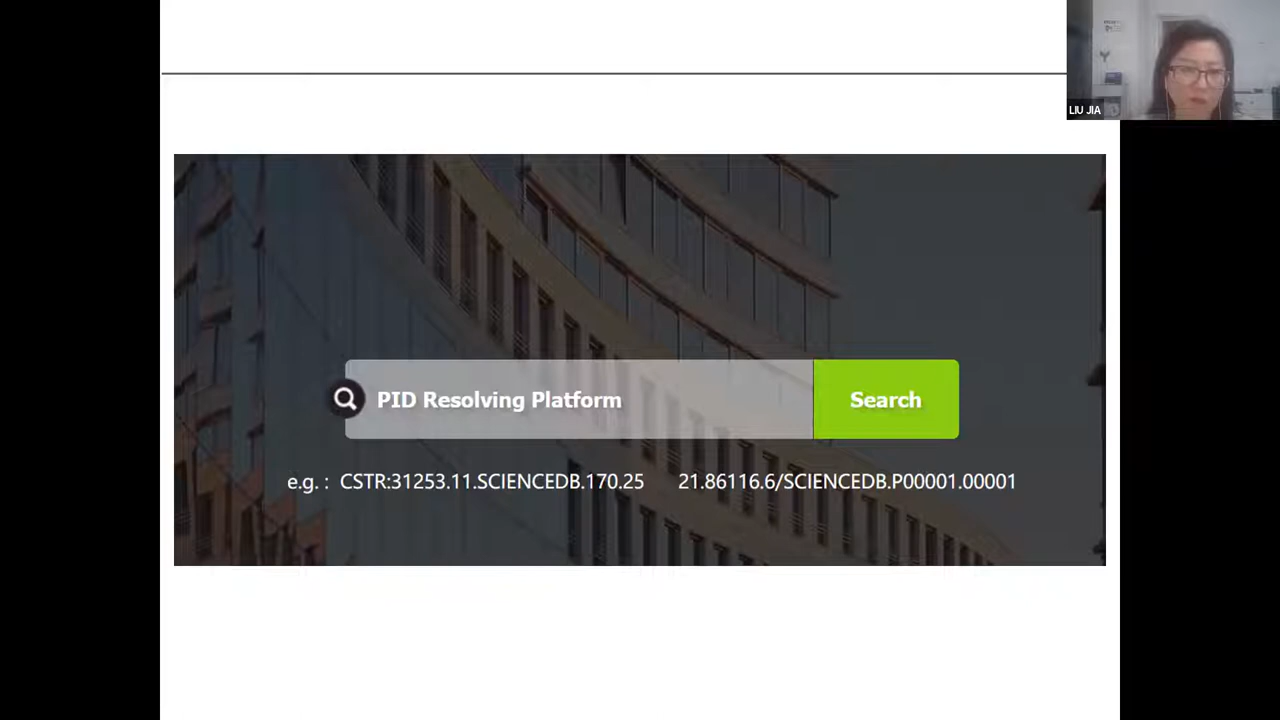 LIU JIA
PID Resolving Platform
Search
e.g. : CSTR:31253.11.SCIENCEDB.170.25 21.86116.6/SCIENCEDB.P00001.00001